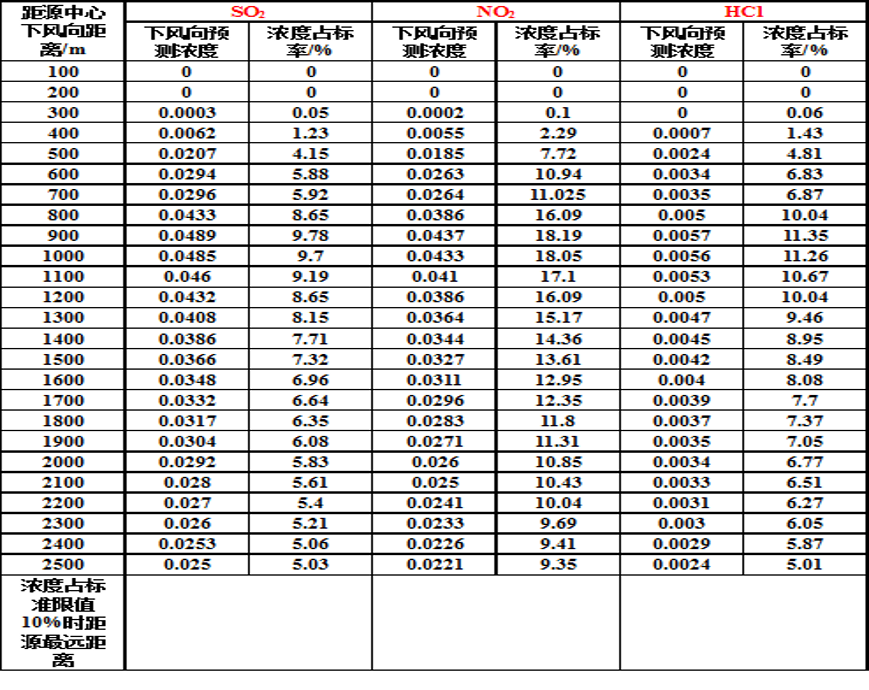 距源中心下风向距离/m SO₂ NO₂ HCl
下风向预测浓度 浓度占标率/% 下风向预测浓度 浓度占标率/% 下风向预测浓度 浓度占标率/%
100 0 0 0 0 0 0
200 0 0 0 0 0 0
300 0.0003 0.05 0.0002 0.1 0 0.06
400 0.0062 1.23 0.0055 2.29 0.0007 1.43
500 0.0207 4.15 0.0185 7.72 0.0024 4.81
600 0.0294 5.88 0.0263 10.94 0.0034 6.83
700 0.0296 5.92 0.0264 11.025 0.0035 6.87
800 0.0433 8.65 0.0386 16.09 0.005 10.04
900 0.0489 9.78 0.0437 18.19 0.0057 11.35
1000 0.0485 9.7 0.0433 18.05 0.0056 11.26
1100 0.046 9.19 0.041 17.1 0.0053 10.67
1200 0.0432 8.65 0.0386 16.09 0.005 10.04
1300 0.0408 8.15 0.0364 15.17 0.0047 9.46
1400 0.0386 7.71 0.0344 14.36 0.0045 8.95
1500 0.0366 7.32 0.0327 13.61 0.0042 8.49
1600 0.0348 6.96 0.0311 12.95 0.004 8.08
1700 0.0332 6.64 0.0296 12.35 0.0039 7.7
1800 0.0317 6.35 0.0283 11.8 0.0037 7.37
1900 0.0304 6.08 0.0271 11.31 0.0035 7.05
2000 0.0292 5.83 0.026 10.85 0.0034 6.77
2100 0.028 5.61 0.025 10.43 0.0033 6.51
2200 0.027 5.4 0.0241 10.04 0.0031 6.27
2300 0.026 5.21 0.0233 9.69 0.003 6.05
2400 0.0253 5.06 0.0226 9.41 0.0029 5.87
2500 0.025 5.03 0.0221 9.35 0.0024 5.01
浓度占标
准限值
10%时距
源最远距
离